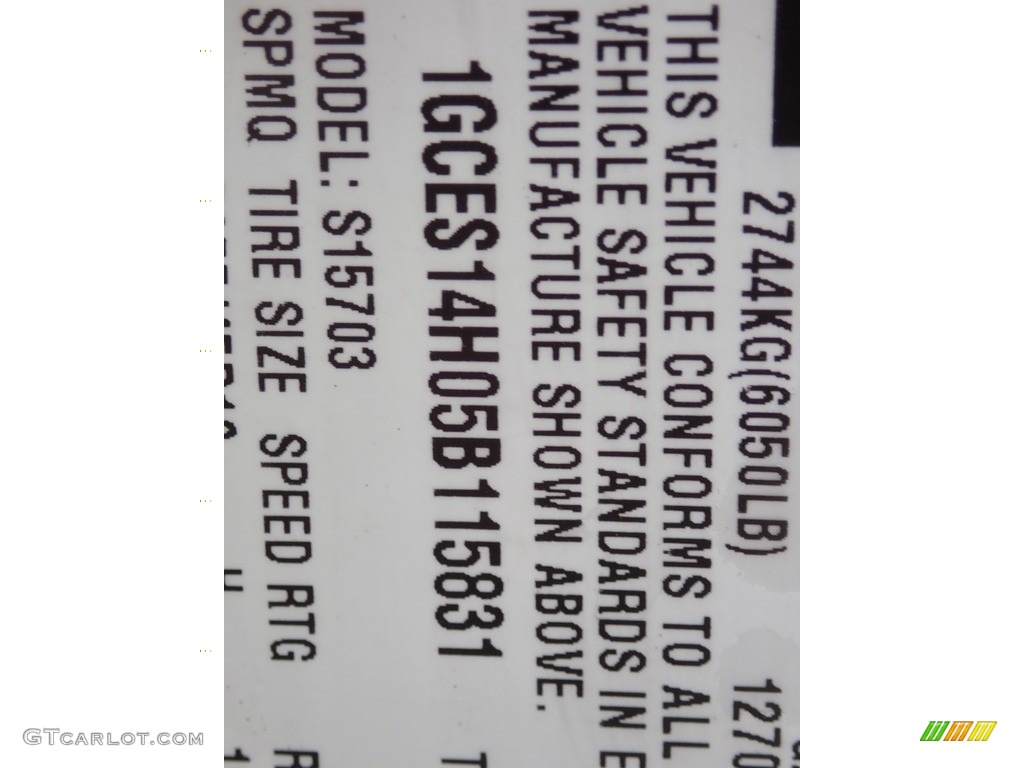 2744KG(6050LB) 1270
THIS VEHICLE CONFORMS TO ALL
VEHICLE SAFETY STANDARDS IN E
MANUFACTURE SHOWN ABOVE.
1GCES14H05B115831 T
MODEL: S15703
SPMQ TIRE SIZE SPEED RTG R
GTCARLOT.COM